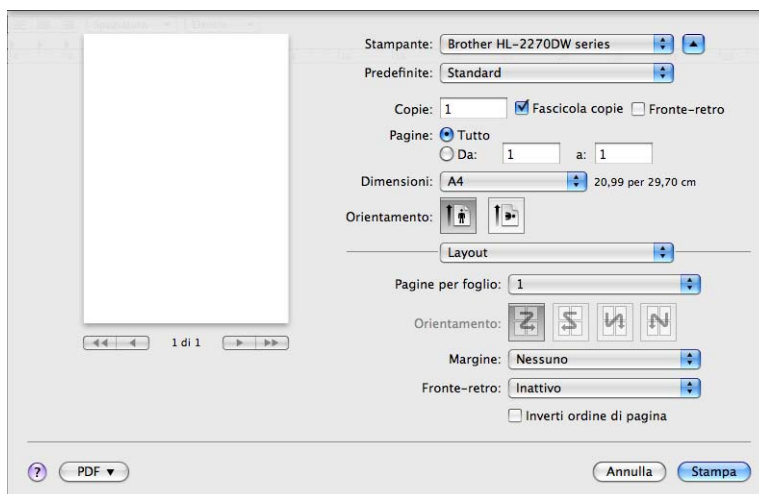 Stampante: Brother HL-2270DW series
Predefinite: Standard
Copie: 1 Fascicola copie Fronte-retro
Pagine: Tutto
Da: 1 a: 1
Dimensioni: A4 20,99 per 29,70 cm
Orientamento:
Layout
Pagine per foglio: 1
Orientamento:
1 di 1
Margine: Nessuno
Fronte-retro: Inattivo
Inverti ordine di pagina
? PDF Annulla Stampa